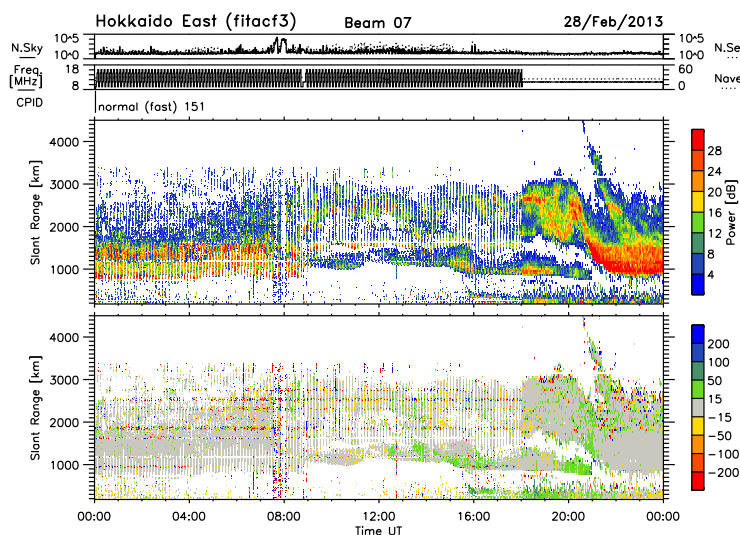 Hokkaido East (fitacf3) Beam 07 28/Feb/2013
N.Sky 10^5 10^0 10^5 10^0 N.Se
Freq. [MHz] 18 8 60 0 Nave
CPID normal (fast) 151
Slant Range [km] 4000 3000 2000 1000
Power [dB] 28 24 20 16 12 8 4
Slant Range [km] 4000 3000 2000 1000
200 100 50 15 -15 -50 -100 -200
00:00 04:00 08:00 12:00 16:00 20:00 00:00
Time UT